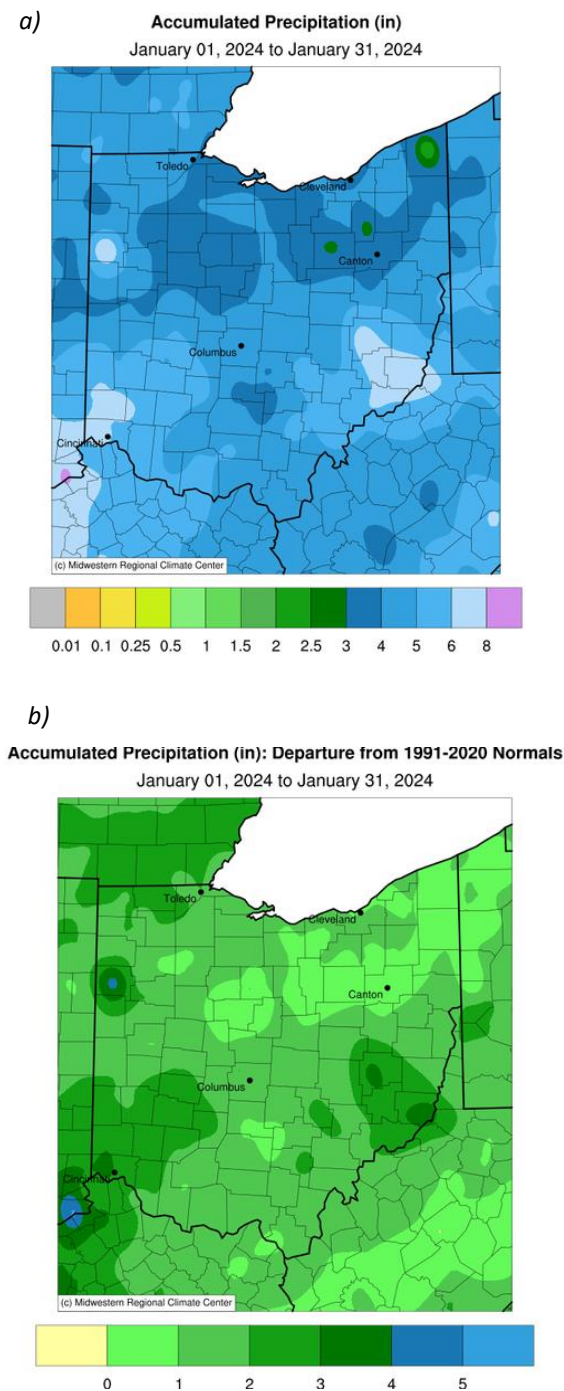 a)
Accumulated Precipitation (in)
January 01, 2024 to January 31, 2024
Toledo
Cleveland
Canton
Columbus
Cincinnati
(c) Midwestern Regional Climate Center
0.01 0.1 0.25 0.5 1 1.5 2 2.5 3 4 5 6 8
b)
Accumulated Precipitation (in): Departure from 1991-2020 Normals
January 01, 2024 to January 31, 2024
Toledo
Cleveland
Canton
Columbus
Cincinnati
(c) Midwestern Regional Climate Center
0 1 2 3 4 5